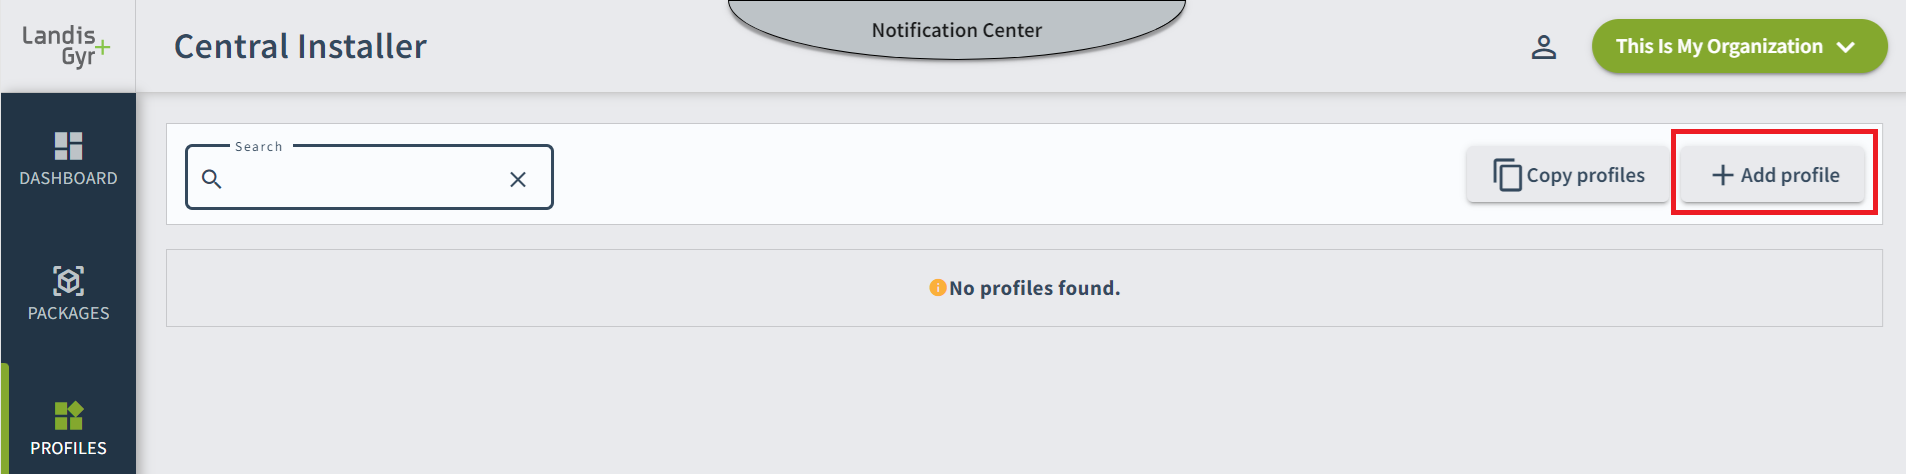 Landis
Gyr+
Central Installer
Notification Center
This Is My Organization
DASHBOARD
PACKAGES
PROFILES
Search
Copy profiles
Add profile
No profiles found.